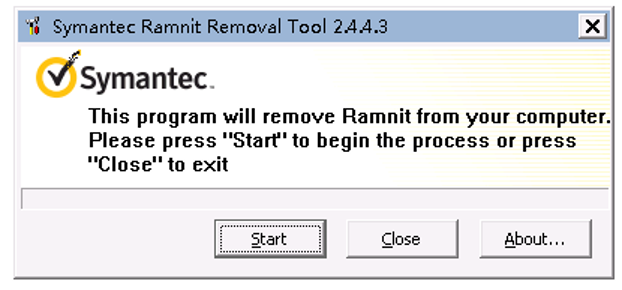 Symantec Ramnit Removal Tool 2.4.4.3
Symantec.
This program will remove Ramnit from your computer.
Please press "Start" to begin the process or press
"Close" to exit
Start Close About...